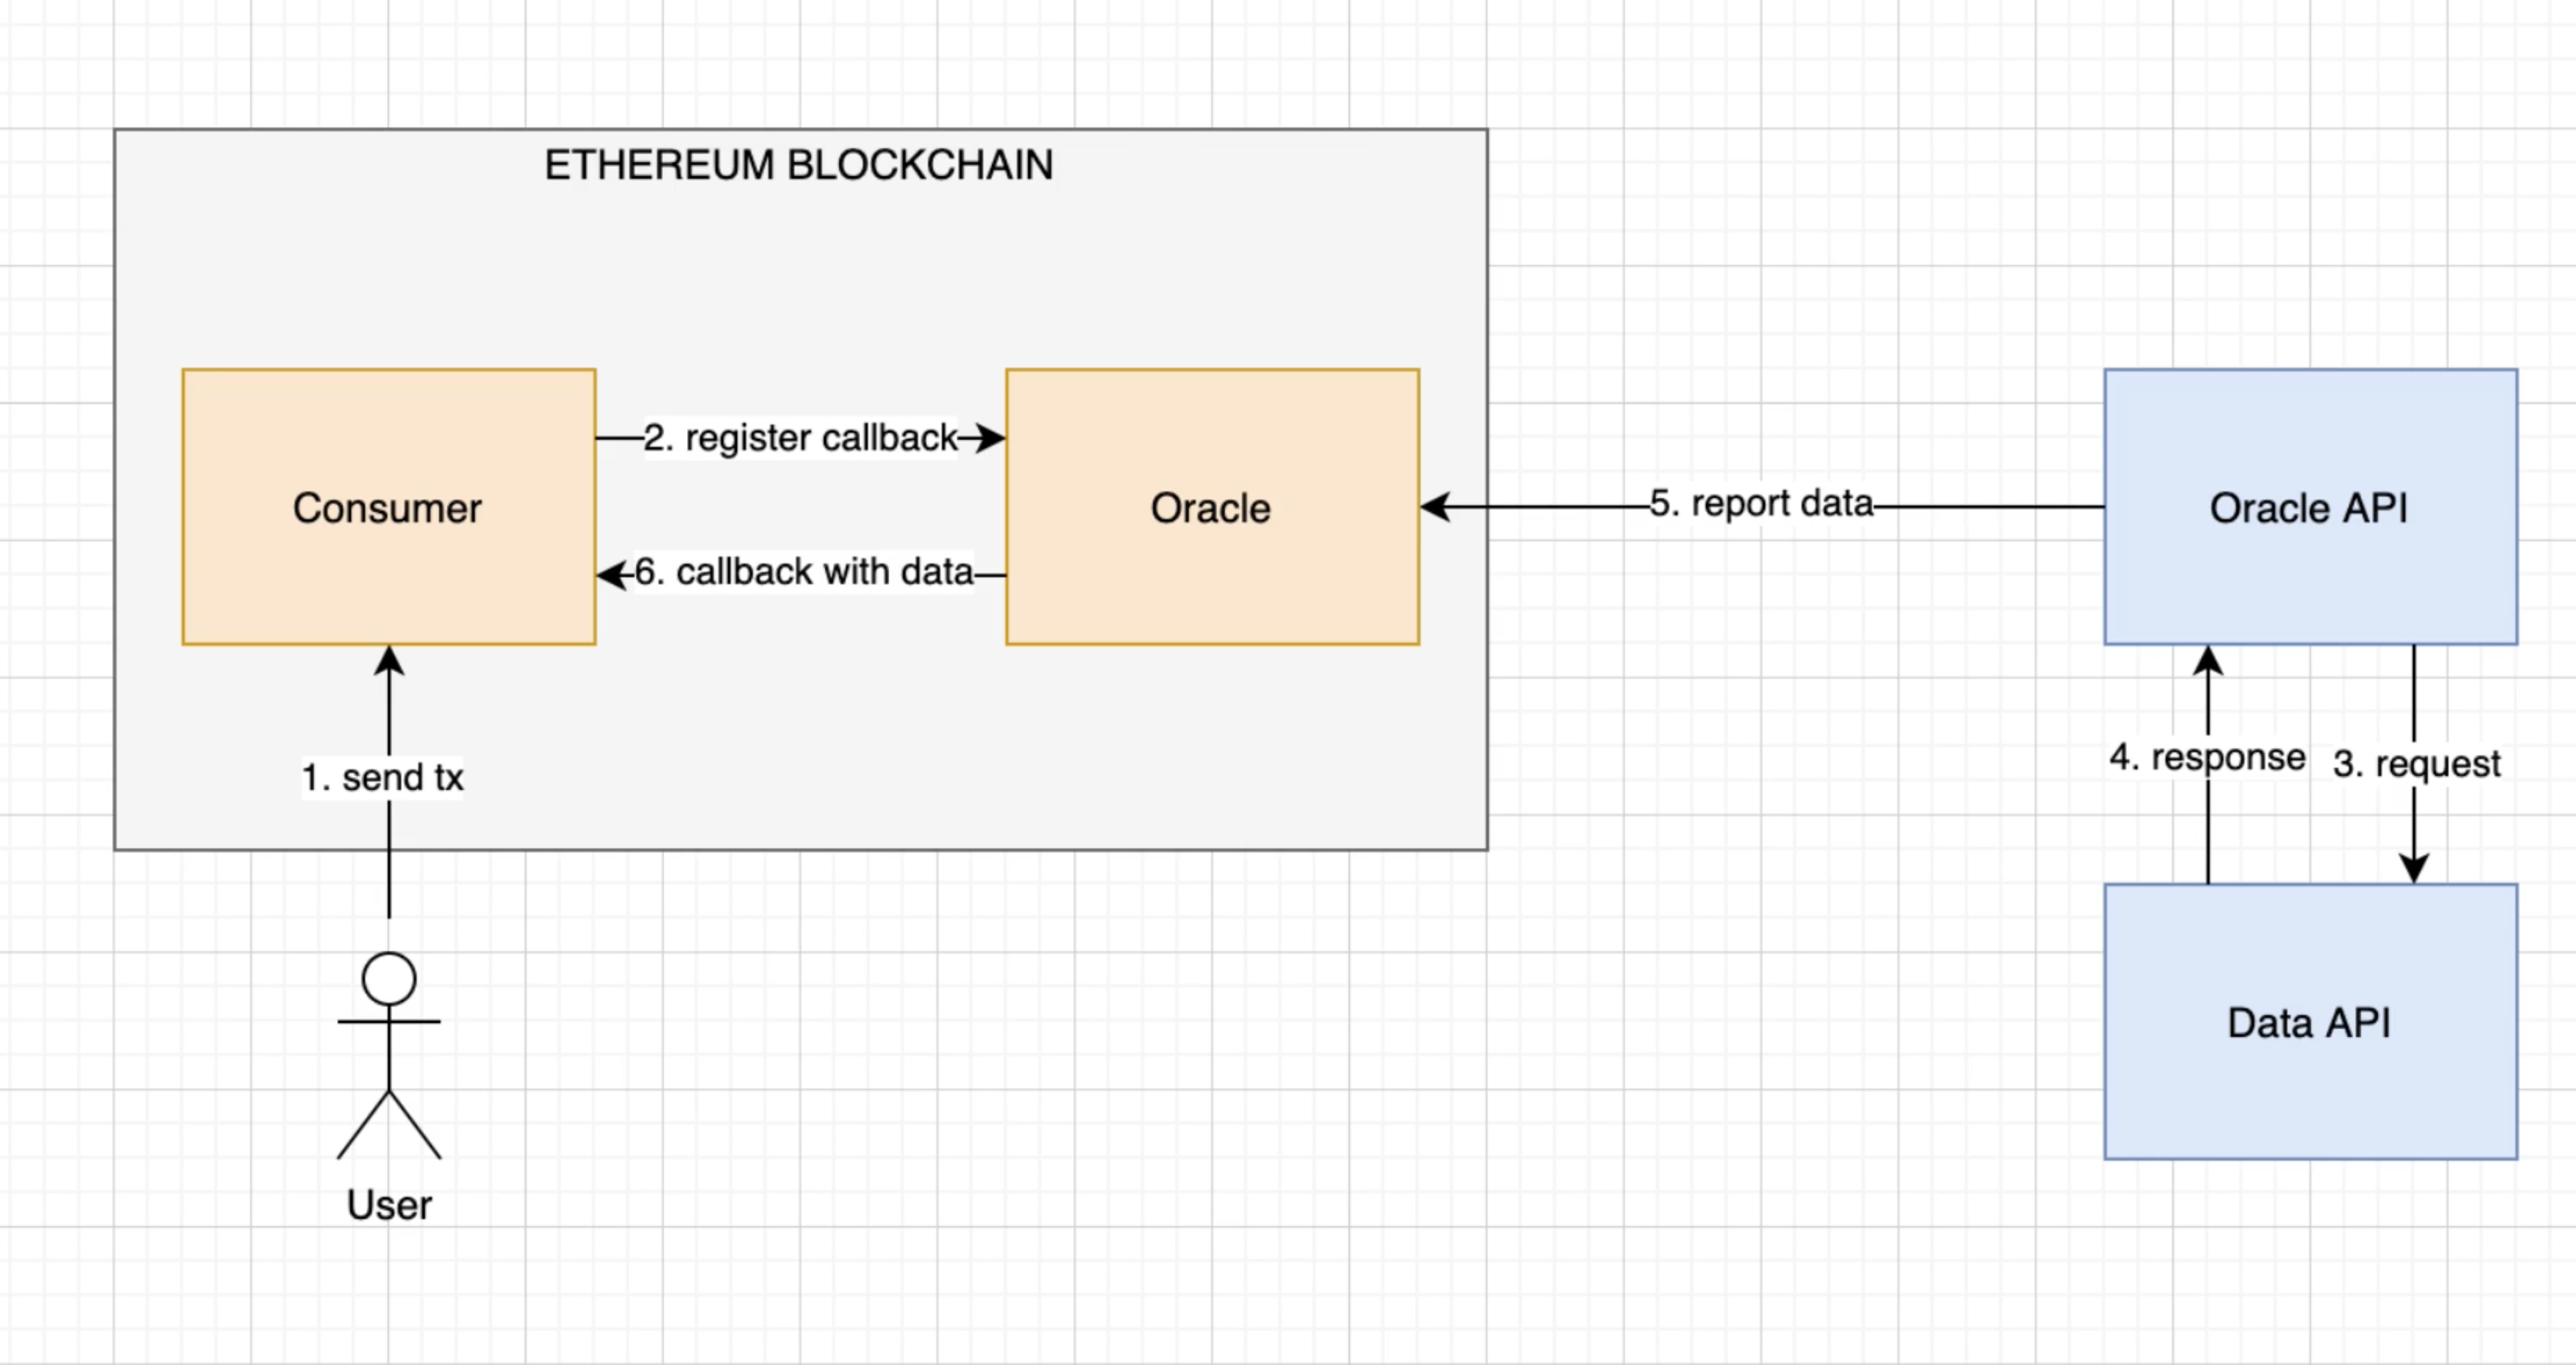 ETHEREUM BLOCKCHAIN
2. register callback
Consumer
Oracle
5. report data
Oracle API
6. callback with data
1. send tx
4. response
3. request
Data API
User